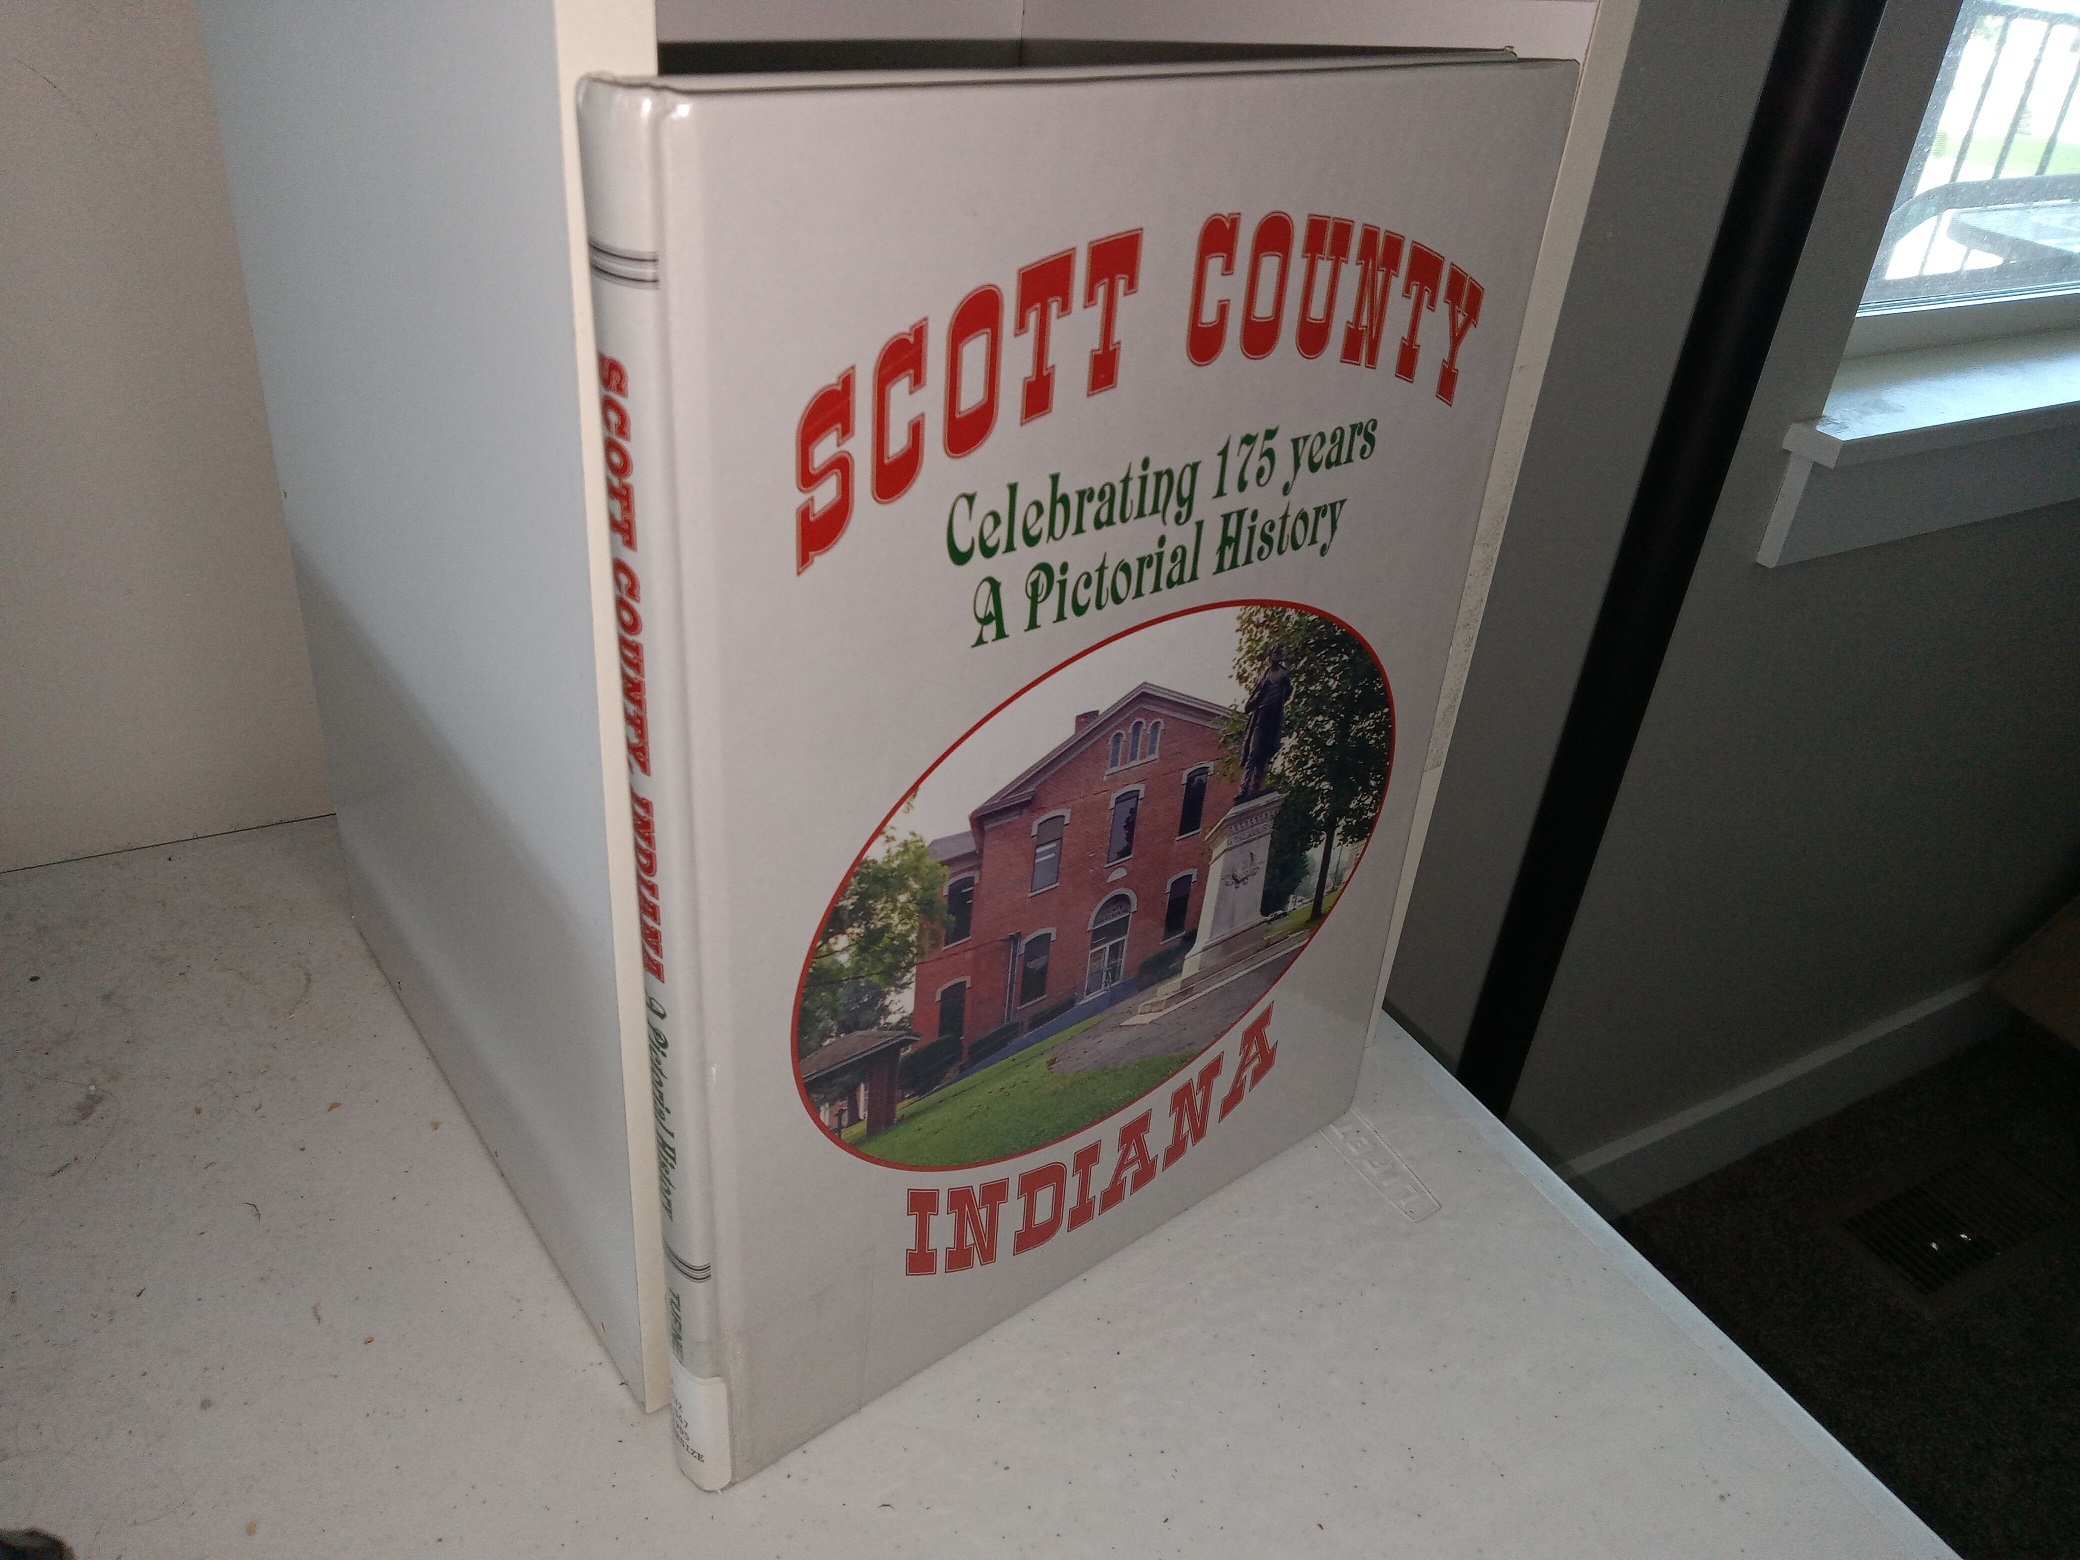 SCOTT COUNTY
Celebrating 175 years
A Pictorial History
INDIANA
SCOTT COUNTY, INDIANA A Pictorial History